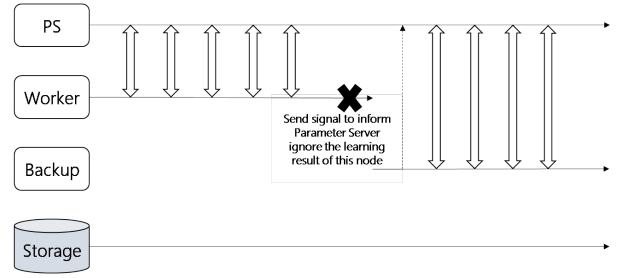 PS
Worker
Send signal to inform
Parameter Server
ignore the learning
result of this node
Backup
Storage